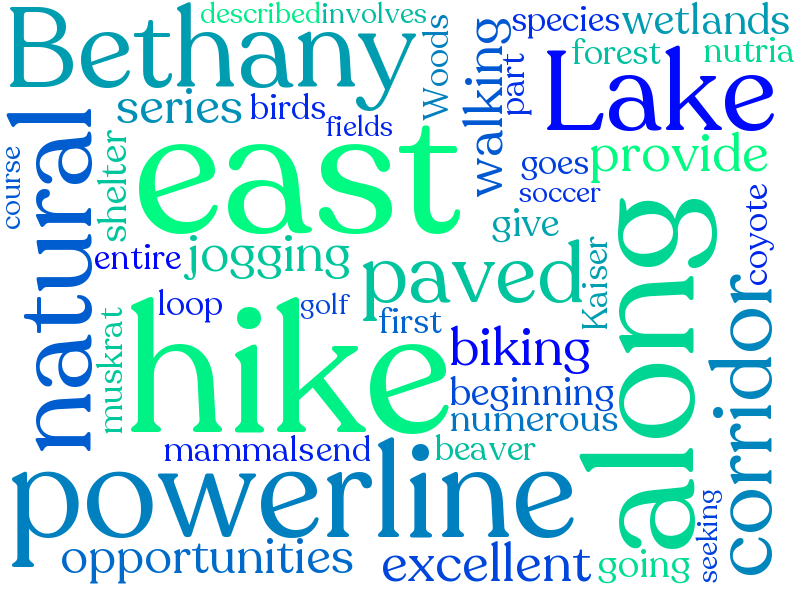 described involves
species wetlands
Bethany
Woods
walking
part
forest nutria
Lake
series birds
fields
natural
course
shelter
east
goes provide
soccer
give
coyote
entire jogging
paved
Kaiser
along
loop golf
first
muskrat
hike
biking
corridor
beginning
numerous
mammals end
beaver
powerline
seeking
opportunities excellent going